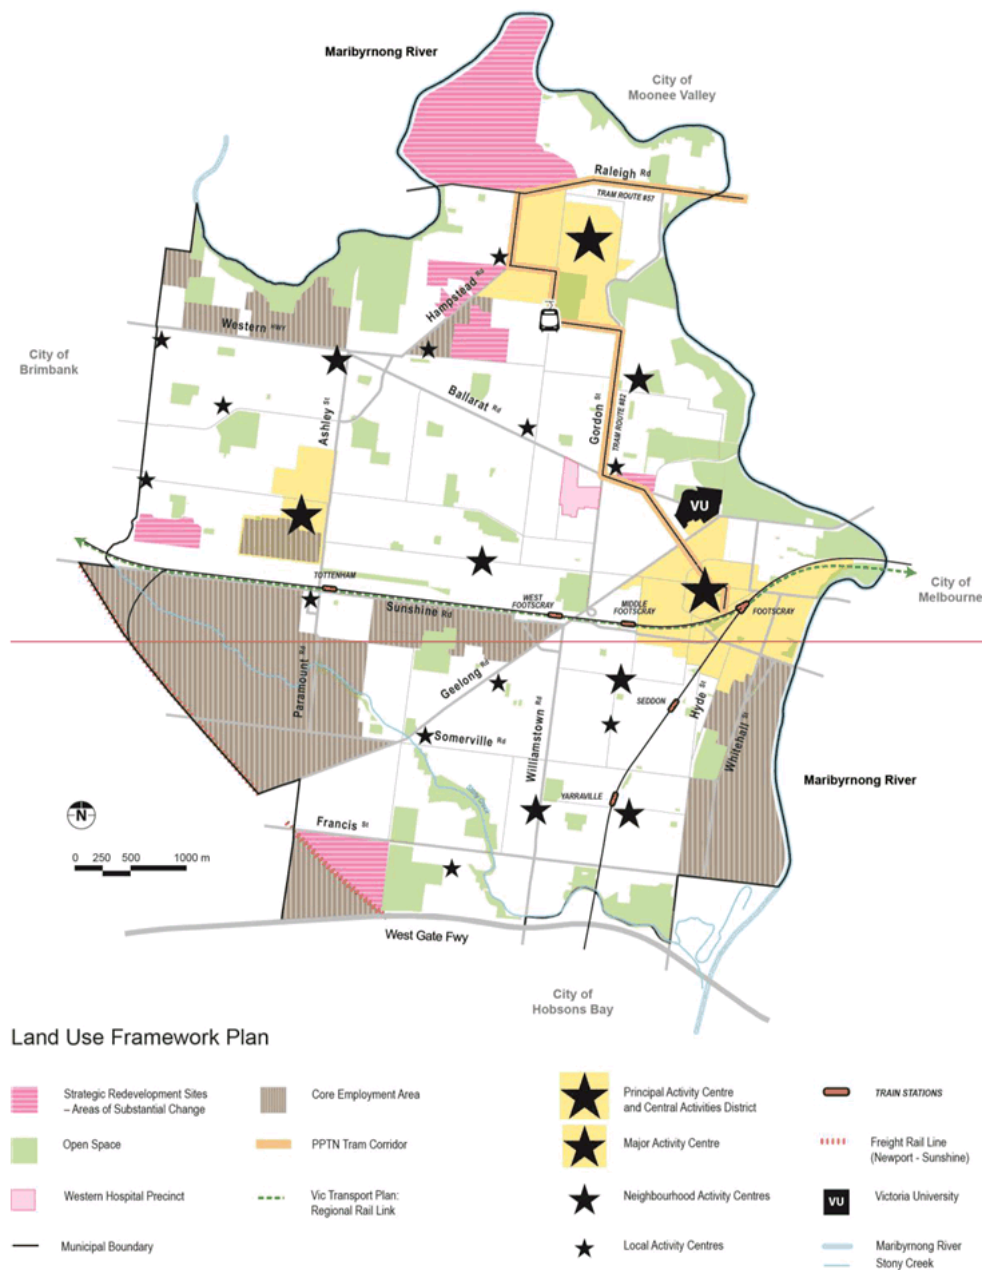 Maribyrnong River
City of
Moonee Valley
Raleigh Rd
TRAM ROUTE #57
Hampstead Rd
Western HWY
City of
Brimbank
Ashley St
Ballarat Rd
Gordon St
TRAM ROUTE #82
VU
TOTTENHAM
Sunshine Rd
WEST
FOOTSCRAY
MIDDLE
FOOTSCRAY
FOOTSCRAY
City of
Melbourne
Paramount Rd
Geelong Rd
Williamstown Rd
SEDDON
Hyde St
Whitehall St
Somerville Rd
YARRAVILLE
Maribyrnong River
N
0 250 500 1000 m
Francis St
Stony Creek
West Gate Fwy
City of
Hobsons Bay
Land Use Framework Plan
Strategic Redevelopment Sites
– Areas of Substantial Change
Open Space
Western Hospital Precinct
Municipal Boundary
Core Employment Area
PPTN Tram Corridor
Vic Transport Plan:
Regional Rail Link
Principal Activity Centre
and Central Activities District
Major Activity Centre
Neighbourhood Activity Centres
Local Activity Centres
TRAIN STATIONS
Freight Rail Line
(Newport - Sunshine)
VU
Victoria University
Maribyrnong River
Stony Creek